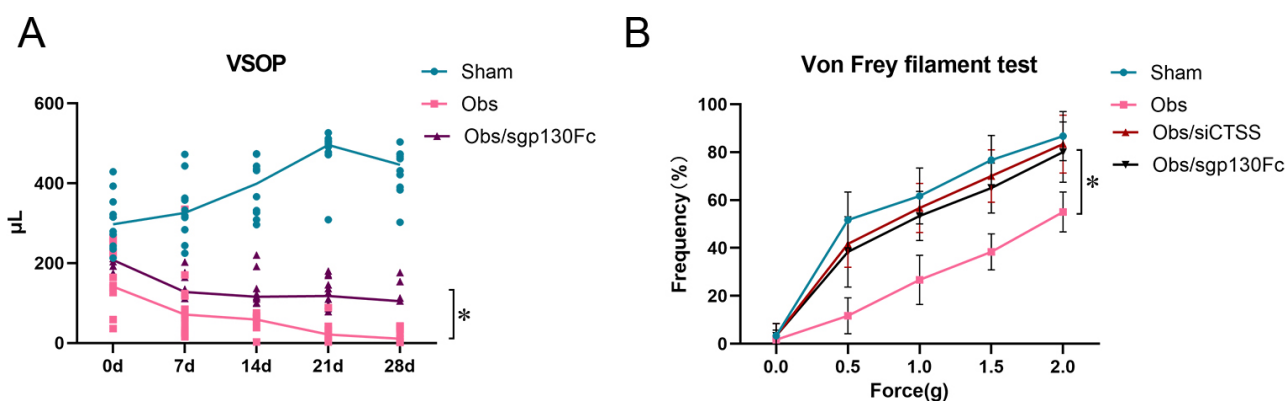 A
VSOP
Sham
Obs
Obs/sgp130Fc
600
400
200
0
µL
0d 7d 14d 21d 28d
*
B
Von Frey filament test
Sham
Obs
Obs/siCTSS
Obs/sgp130Fc
100
80
60
40
20
0
Frequency(%)
0.0 0.5 1.0 1.5 2.0
Force(g)
*